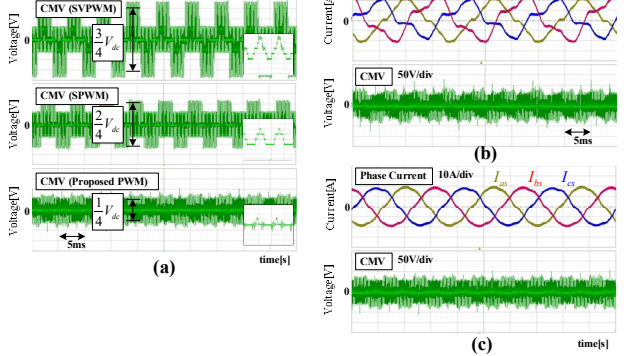 CMV (SVPWM)
Voltage[V]
0
3/4 V_dc
CMV (SPWM)
Voltage[V]
0
2/4 V_dc
CMV (Proposed PWM)
Voltage[V]
0
1/4 V_dc
5ms
time[s]
(a)
0
CMV 50V/div
Voltage[V]
0
5ms
(b)
Phase Current 10A/div
I_as I_bs I_cs
Current[A]
0
CMV 50V/div
Voltage[V]
0
(c)
time[s]